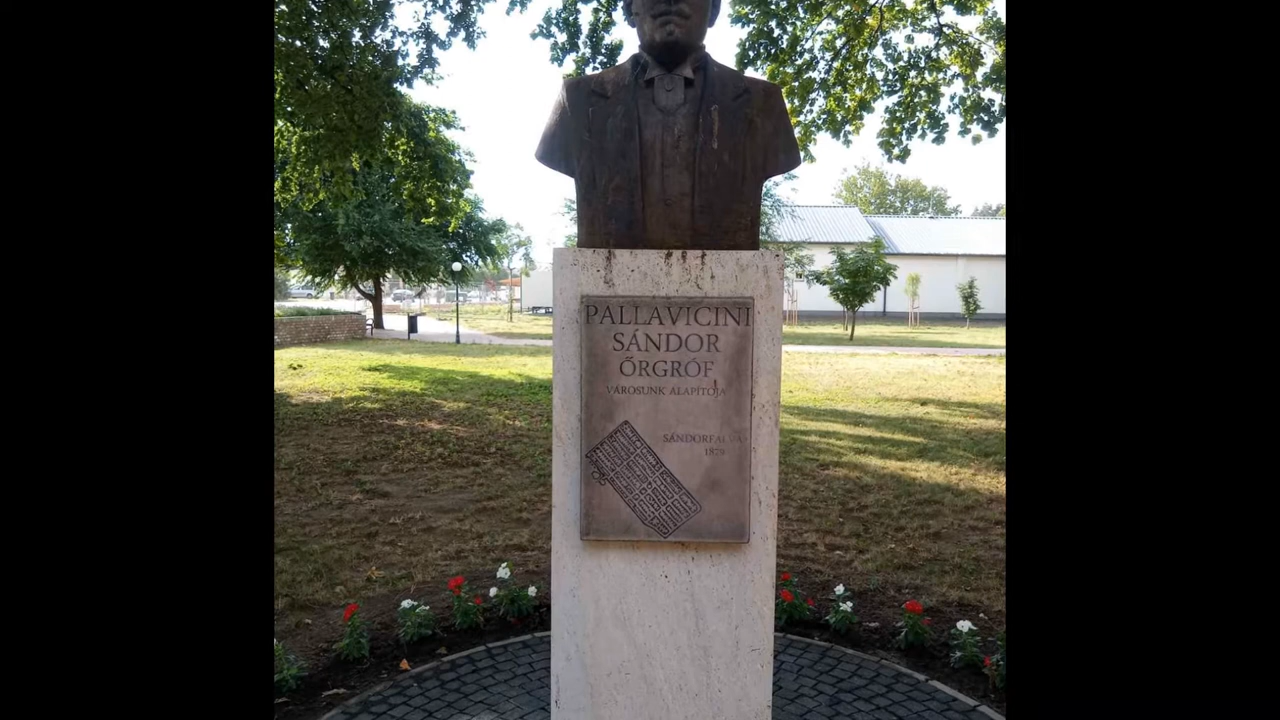 PALLAVICINI
SÁNDOR
ŐRGRÓF
VÁROSUNK ALAPÍTÓJA
SÁNDORFALVA
1879